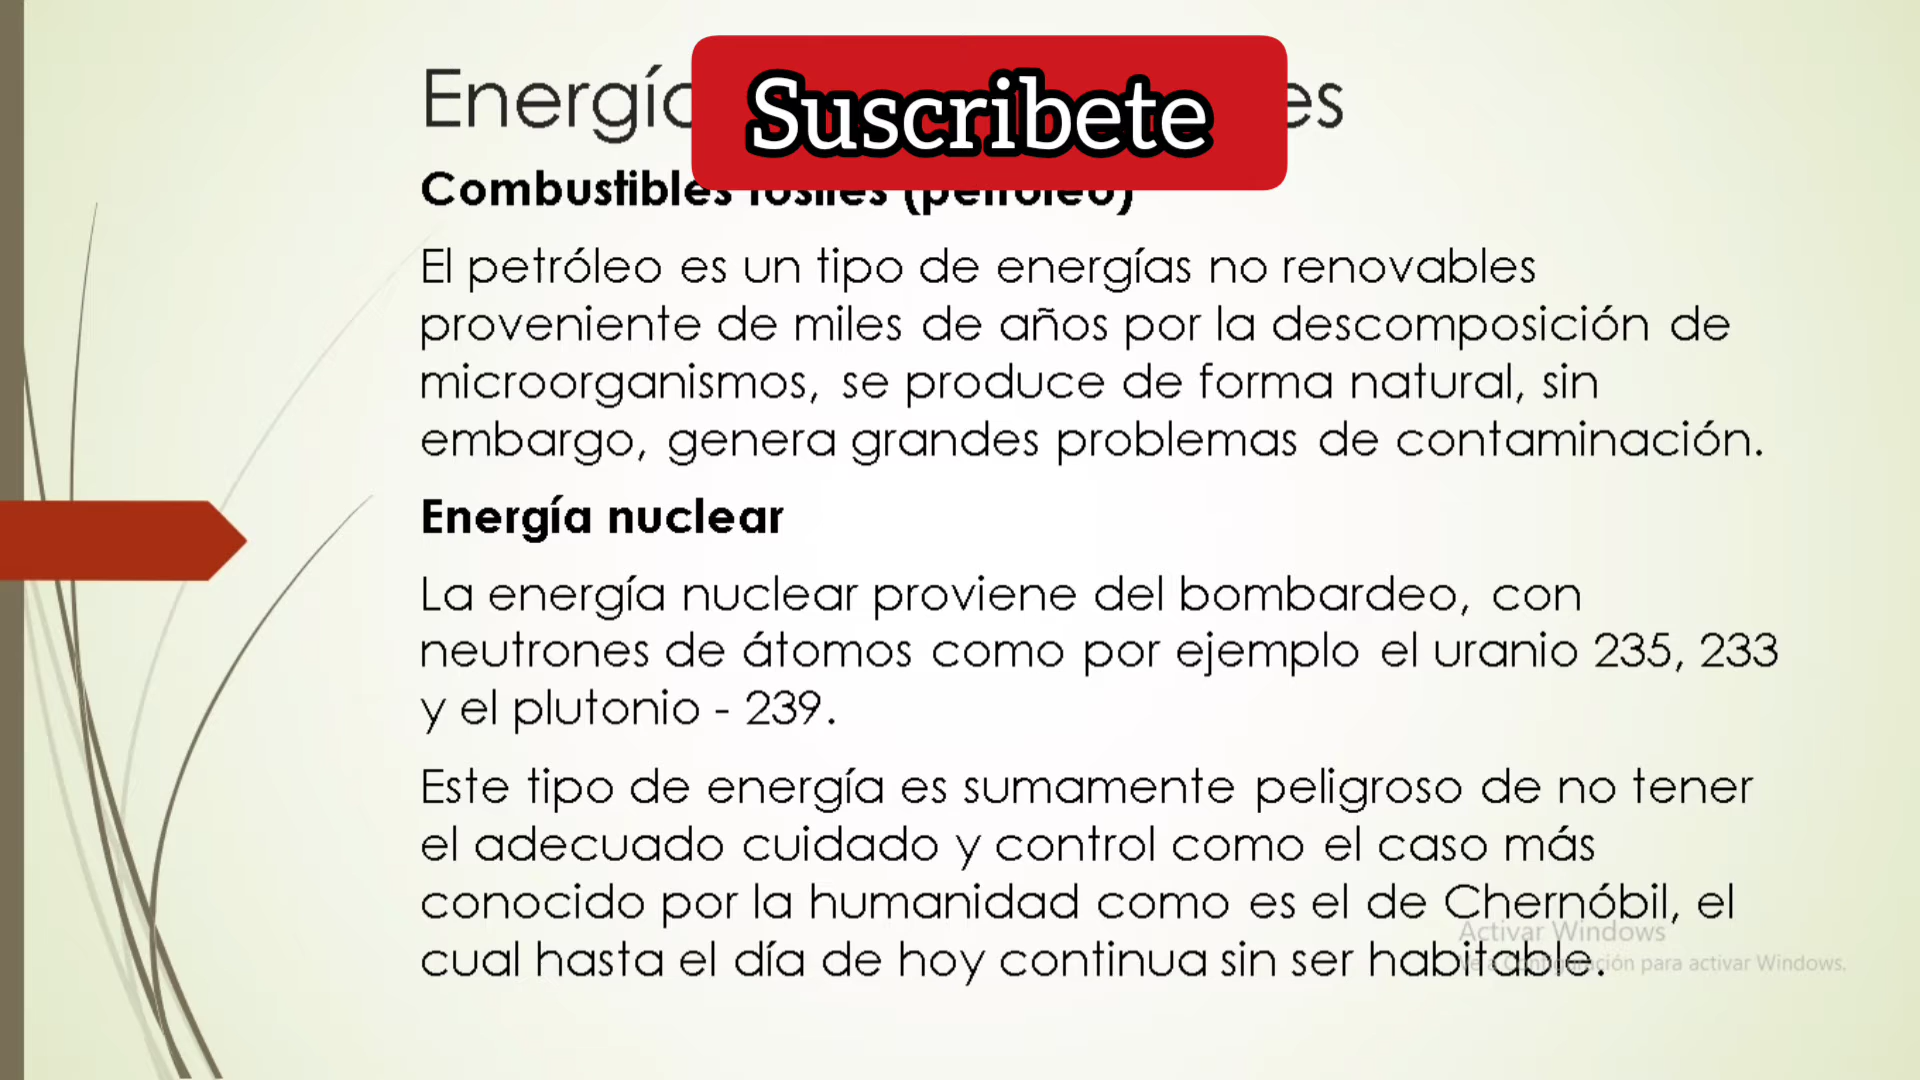 Suscribete
Combustibles fósiles (petróleo)
El petróleo es un tipo de energías no renovables
proveniente de miles de años por la descomposición de
microorganismos, se produce de forma natural, sin
embargo, genera grandes problemas de contaminación.
Energía nuclear
La energía nuclear proviene del bombardeo, con
neutrones de átomos como por ejemplo el uranio 235, 233
y el plutonio - 239.
Este tipo de energía es sumamente peligroso de no tener
el adecuado cuidado y control como el caso más
conocido por la humanidad como es el de Chernóbil, el
cual hasta el día de hoy continua sin ser habitable.
Activar Windows
Ve a Configuración para activar Windows.